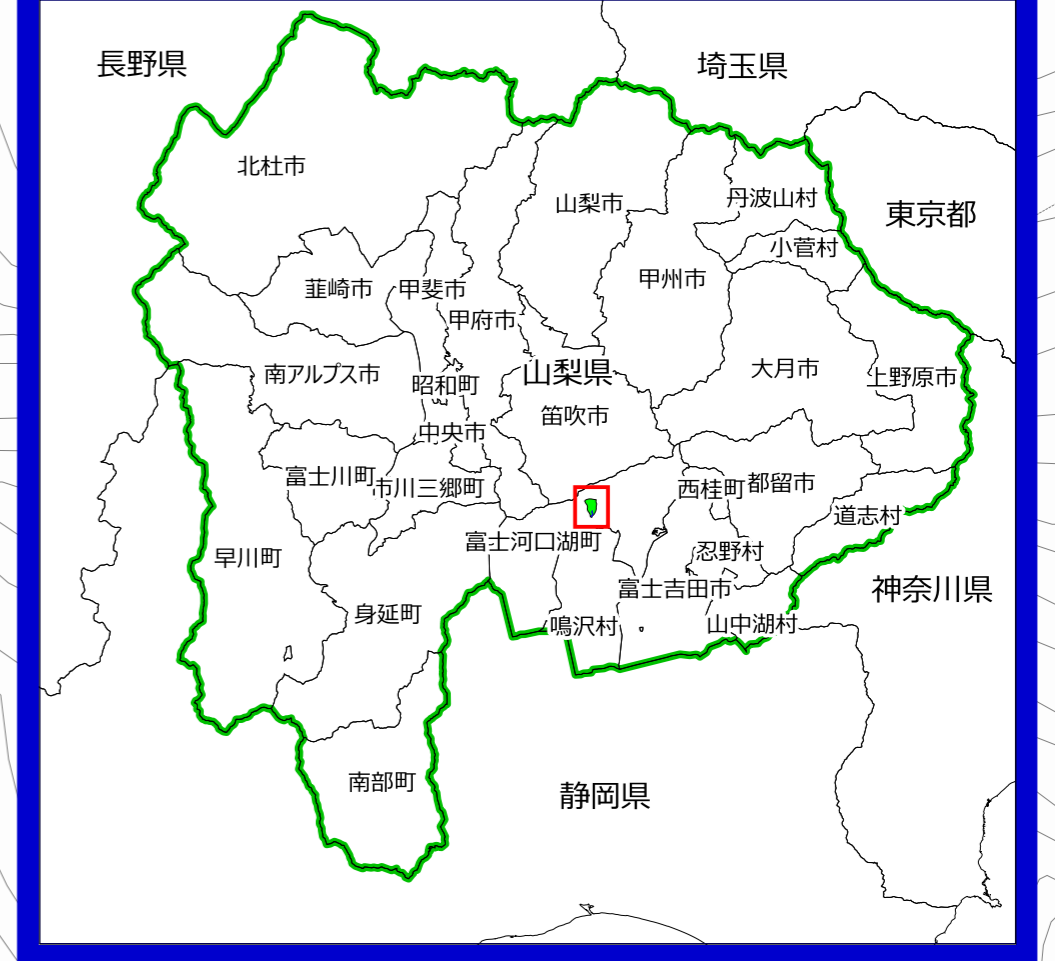 長野県
埼玉県
北杜市
山梨市
丹波山村
東京都
小菅村
甲州市
韮崎市
甲斐市
甲府市
南アルプス市
昭和町
山梨県
大月市
上野原市
笛吹市
中央市
富士川町
市川三郷町
西桂町
都留市
道志村
富士河口湖町
忍野村
早川町
富士吉田市
神奈川県
身延町
鳴沢村
山中湖村
南部町
静岡県